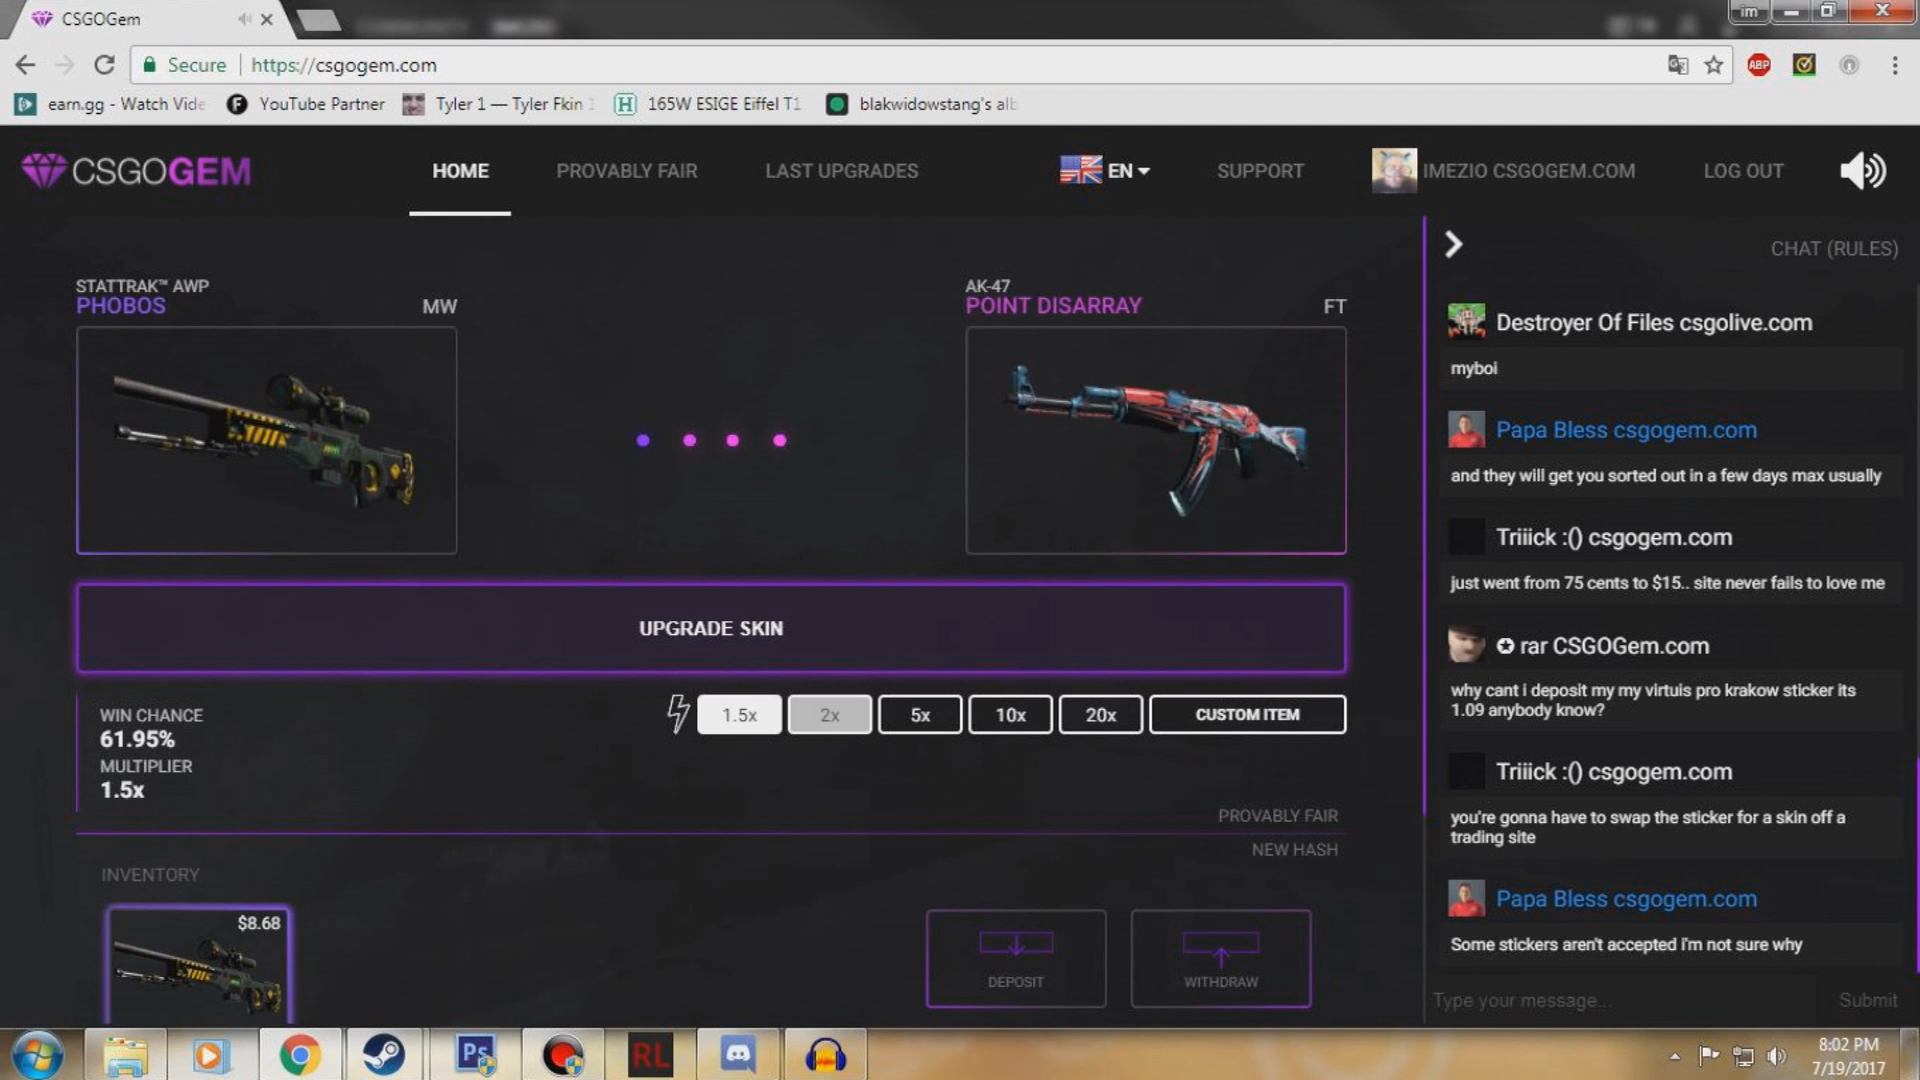 CSGOGem
im
Secure
https://csgogem.com
ABP
earn.gg - Watch Vide
YouTube Partner
Tyler 1 — Tyler Fkin
165W ESIGE Eiffel T1
blakwidowstang's alb
CSGOGEM
HOME
PROVABLY FAIR
LAST UPGRADES
EN
SUPPORT
IMEZIO CSGOGEM.COM
LOG OUT
STATTRAK™ AWP
PHOBOS
MW
AK-47
POINT DISARRAY
FT
UPGRADE SKIN
WIN CHANCE
61.95%
MULTIPLIER
1.5x
1.5x
2x
5x
10x
20x
CUSTOM ITEM
PROVABLY FAIR
NEW HASH
INVENTORY
$8.68
DEPOSIT
WITHDRAW
CHAT (RULES)
Destroyer Of Files csgolive.com
myboi
Papa Bless csgogem.com
and they will get you sorted out in a few days max usually
Triiick :() csgogem.com
just went from 75 cents to $15.. site never fails to love me
✪ rar CSGOGem.com
why cant i deposit my my virtuis pro krakow sticker its
1.09 anybody know?
Triiick :() csgogem.com
you're gonna have to swap the sticker for a skin off a
trading site
Papa Bless csgogem.com
Some stickers aren't accepted i'm not sure why
Type your message...
Submit
Ps
RL
8:02 PM
7/19/2017